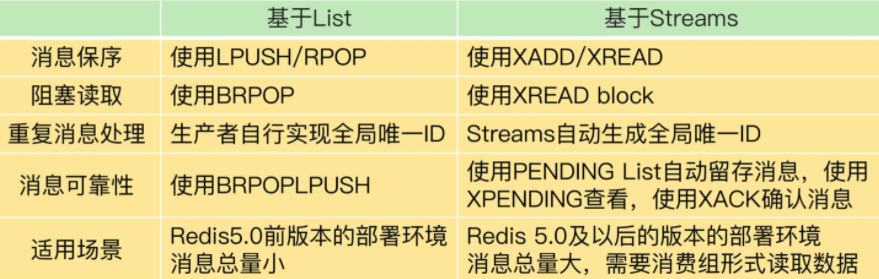 基于List 基于Streams
消息保序 使用LPUSH/RPOP 使用XADD/XREAD
阻塞读取 使用BRPOP 使用XREAD block
重复消息处理 生产者自行实现全局唯一ID Streams自动生成全局唯一ID
消息可靠性 使用BRPOPLPUSH 使用PENDING List自动留存消息，使用
XPENDING查看，使用XACK确认消息
适用场景 Redis5.0前版本的部署环境 Redis 5.0及以后的版本的部署环境
消息总量小 消息总量大，需要消费组形式读取数据